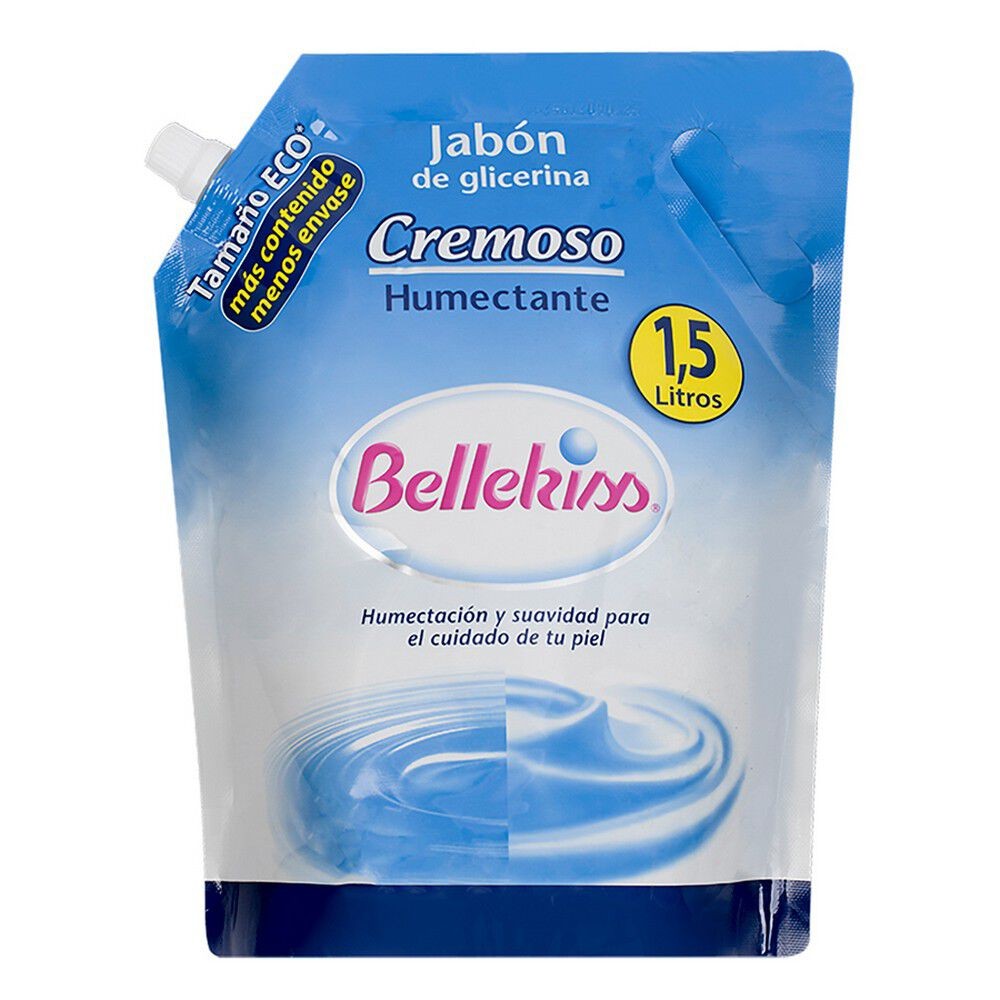 Jabón
de glicerina
Cremoso
Humectante
Tamaño ECO*
más contenido
menos envase
1,5
Litros
Bellekiss®
Humectación y suavidad para
el cuidado de tu piel